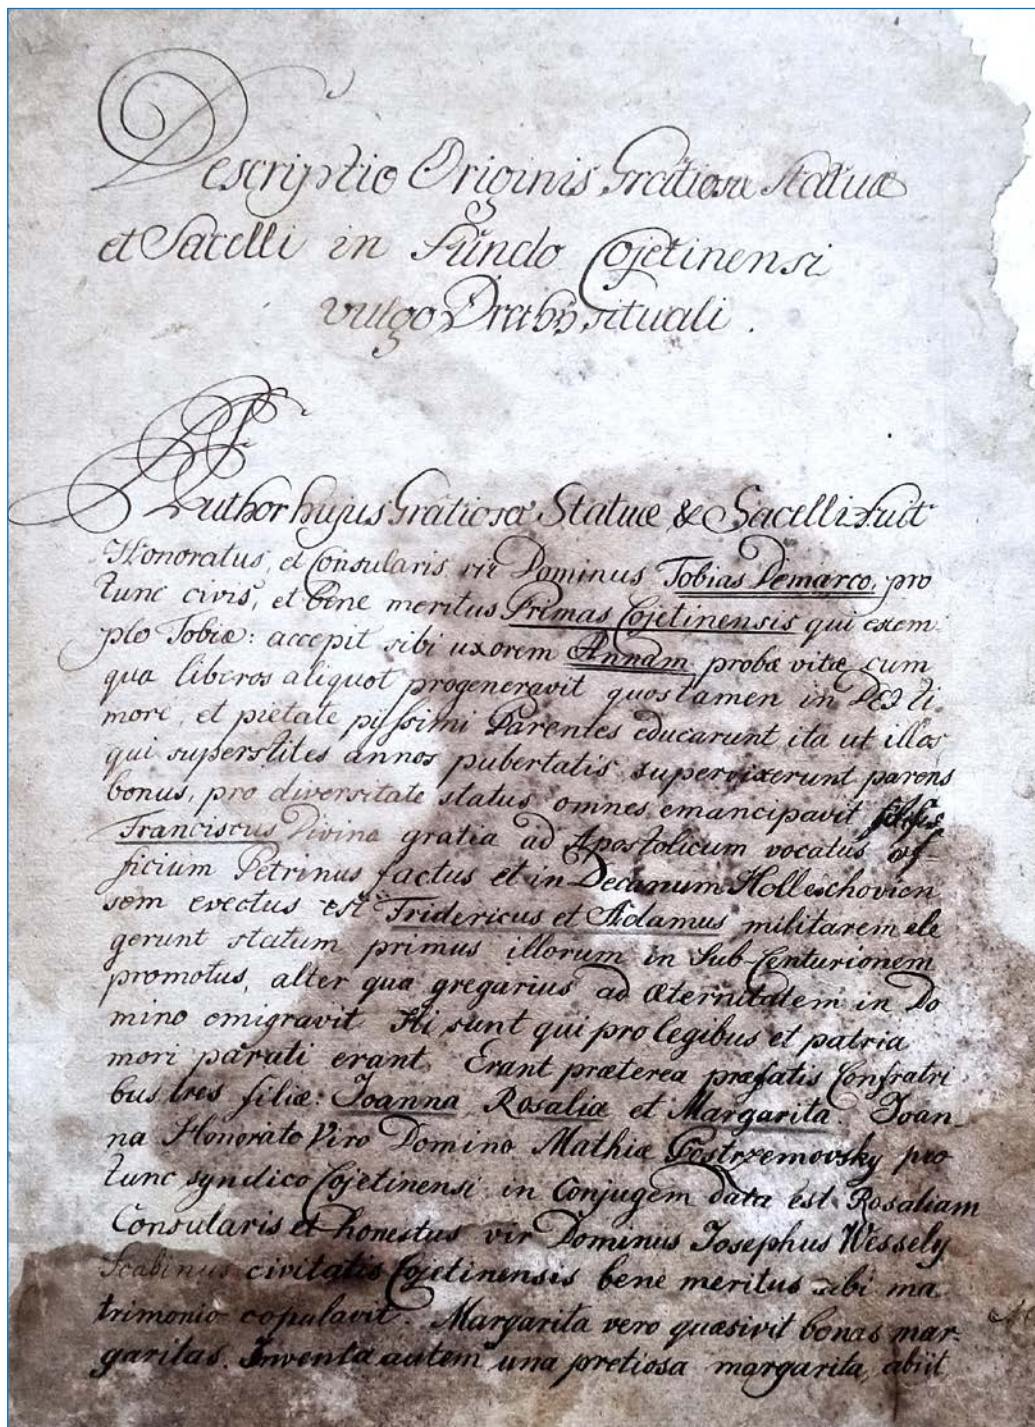 Descriptio Originis Gratiosæ Statuæ
et Sacelli in Fundo Cojetinensi
vulgo situali.
Author hujus Gratiosæ Statuæ & Sacelli fuit
Honoratus, et Consularis vir Dominus Tobias Demarco, pro
tunc civis, et bene meritus Primas Cojetinensis qui exem
plo Tobiæ: accepit sibi uxorem Annam probæ vitæ cum
qua liberos aliquot progeneravit quos tamen in DEI ti-
more, et pietate pyssimi Parentes educarunt ita ut illos
qui superstites annos pubertatis supervixerunt parens
bonus, pro diversitate status omnes emancipavit
Franciscus Divina gratia ad Apostolicum vocatus of-
ficium Petrinus factus et in Decanum Holleschovien
sem evectus est Fridericus et Adamus militarem ele
gerunt statum primus illorum in Sub-Centurionem
promotus, alter qua gregarius ad æternitatem in Do
mino emigravit Hi sunt qui pro legibus et patria
mori parati erant. Erant præterea præfatis Confratri
bus tres filiæ: Joanna, Rosalia et Margarita. Joan-
na Honorato Viro Domino Mathiæ pro
tunc syndico Cojetinensi in Conjugem data est Rosaliam
Consularis et honestus vir Dominus Josephus Wessely
Scabinus civitatis Cojetinensis bene meritus sibi ma
trimonio copulavit. Margarita vero quæsivit bonas mar-
garitas. Inventa autem una pretiosa margarita, abiit